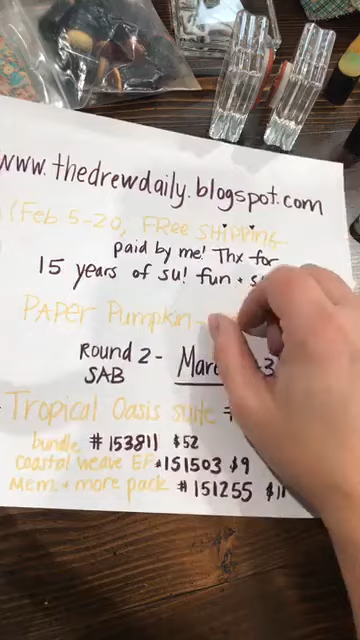 www.thedrewdaily.blogspot.com
(Feb 5-20, FREE SHIPPING
paid by me! Thx for
15 years of su! fun +
PAPER PUMPKIN -
ROUND 2 -
SAB
Tropical Oasis suite =
bundle #153811 $52
coastal weave EF #151503 $9
Mem. + more pack #151255